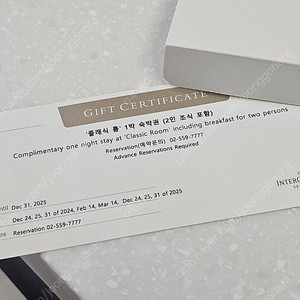 GIFT CERTIFICATE
'클래식 룸' 1박 숙박권 (2인 조식 포함)
Complimentary one night stay at 'Classic Room' including breakfast for two persons
Reservation(예약문의) 02-559-7777
Advance Reservations Required
until Dec 31, 2025
Dec 24, 25, 31 of 2024, Feb 14, Mar 14, Dec 24, 25, 31 of 2025
Reservation 02-559-7777
INTERCO